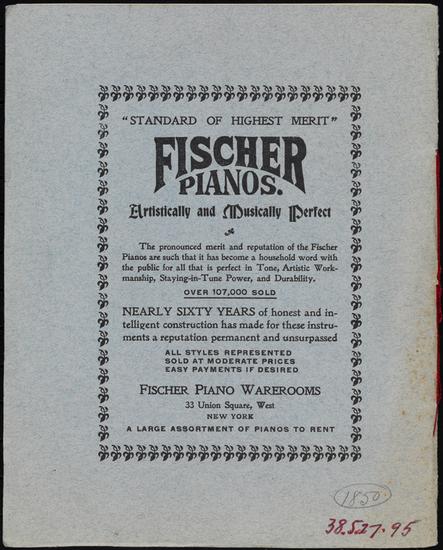 "STANDARD OF HIGHEST MERIT"
FISCHER
PIANOS.
Artistically and Musically Perfect
The pronounced merit and reputation of the Fischer
Pianos are such that it has become a household word with
the public for all that is perfect in Tone, Artistic Work-
manship, Staying-in-Tune Power, and Durability.
OVER 107,000 SOLD
NEARLY SIXTY YEARS of honest and in-
telligent construction has made for these instru-
ments a reputation permanent and unsurpassed
ALL STYLES REPRESENTED
SOLD AT MODERATE PRICES
EASY PAYMENTS IF DESIRED
FISCHER PIANO WAREROOMS
33 Union Square, West
NEW YORK
A LARGE ASSORTMENT OF PIANOS TO RENT
1850
38.527.95